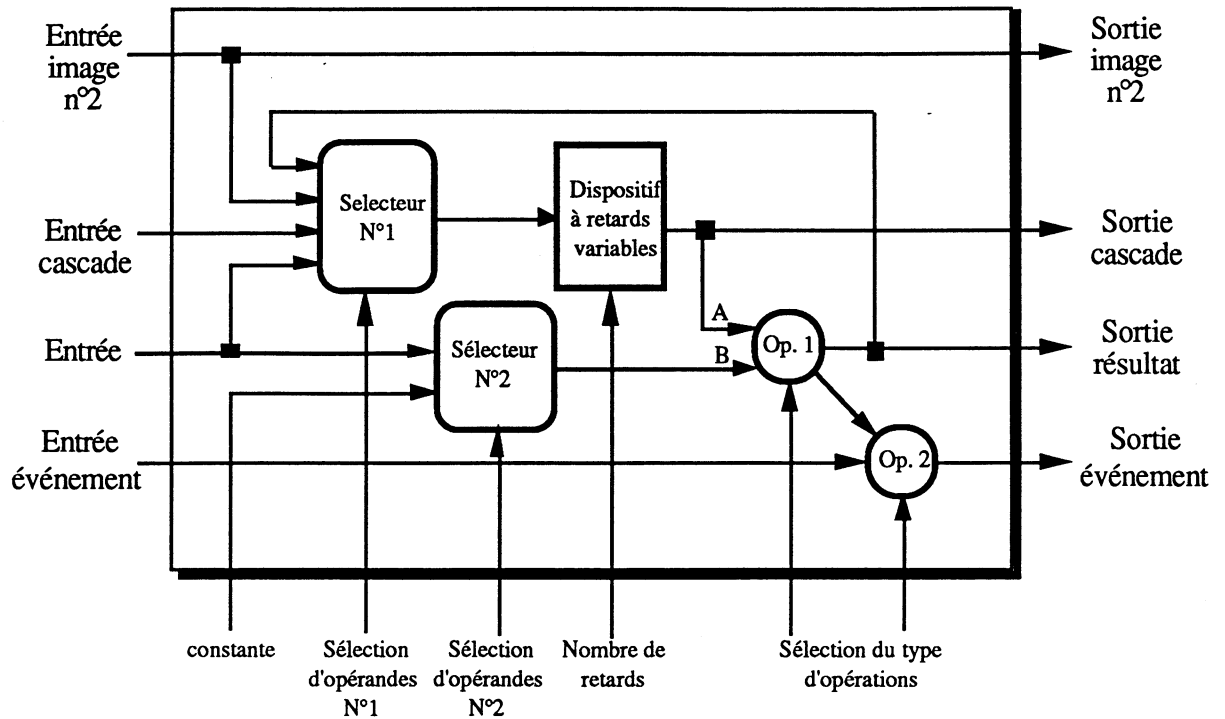 Entrée
image
n°2
Sortie
image
n°2
Selecteur
N°1
Dispositif
à retards
variables
Entrée
cascade
Sortie
cascade
A
B
Op. 1
Entrée
Sélecteur
N°2
Sortie
résultat
Entrée
événement
Op. 2
Sortie
événement
constante
Sélection
d'opérandes
N°1
Sélection
d'opérandes
N°2
Nombre de
retards
Sélection du type
d'opérations